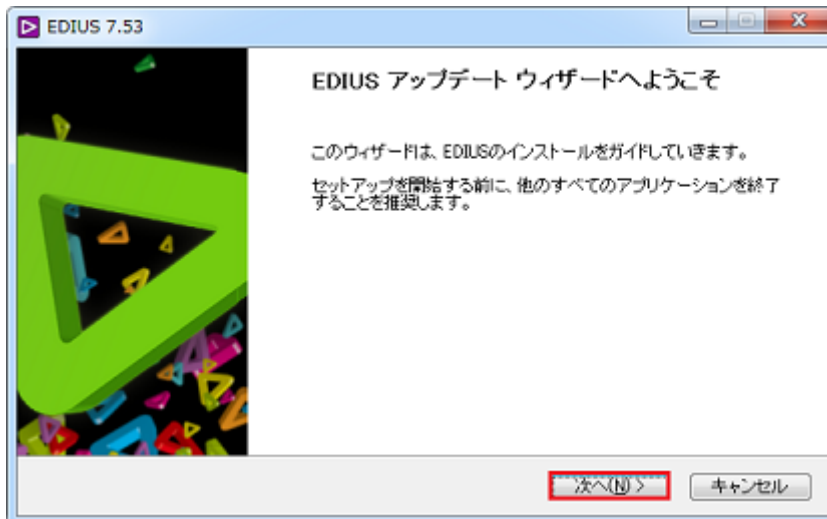 EDIUS 7.53
EDIUS アップデート ウィザードへようこそ
このウィザードは、EDIUSのインストールをガイドしていきます。
セットアップを開始する前に、他のすべてのアプリケーションを終了
することを推奨します。
次へ(N) >
キャンセル